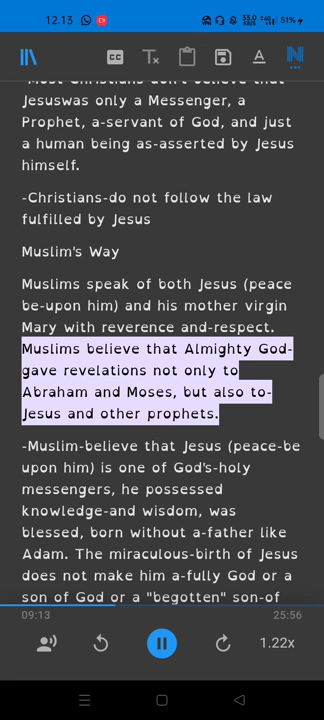 12.13
33.0
KB/S
51%
CC
N
-Most Christians don't believe that
Jesuswas only a Messenger, a
Prophet, a-servant of God, and just
a human being as-asserted by Jesus
himself.
-Christians-do not follow the law
fulfilled by Jesus
Muslim's Way
Muslims speak of both Jesus (peace
be-upon him) and his mother virgin
Mary with reverence and-respect.
Muslims believe that Almighty God-
gave revelations not only to
Abraham and Moses, but also to-
Jesus and other prophets.
-Muslim-believe that Jesus (peace-be
upon him) is one of God's-holy
messengers, he possessed
knowledge-and wisdom, was
blessed, born without a-father like
Adam. The miraculous-birth of Jesus
does not make him a-fully God or a
son of God or a "begotten" son-of
09:13
25:56
1.22x